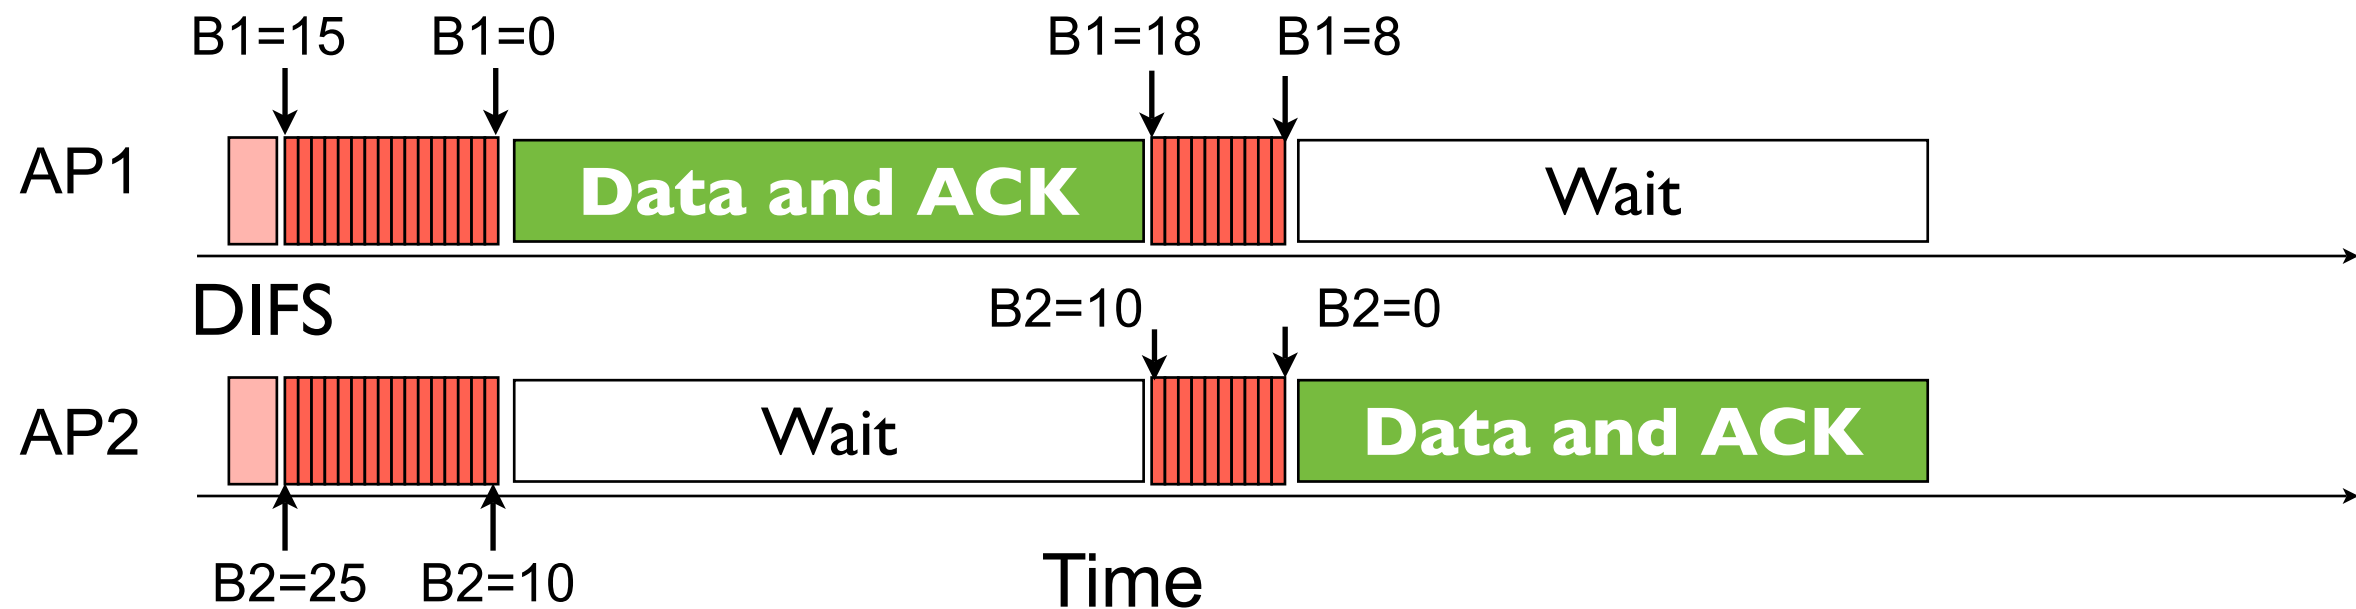 B1=15 B1=0 B1=18 B1=8
AP1 Data and ACK Wait
DIFS B2=10 B2=0
AP2 Wait Data and ACK
B2=25 B2=10 Time